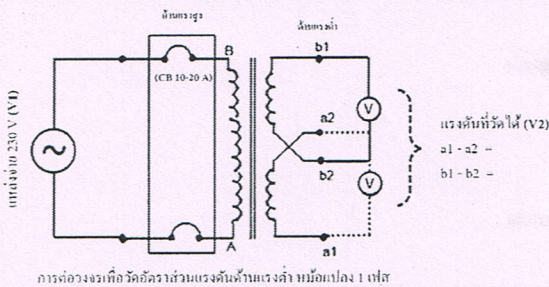 ด้านแรงสูง
ด้านแรงต่ำ
b1
B
(CB 10-20 A)
V
แหล่งจ่าย 230 V (V1)
a2
แรงดันที่วัดได้ (V2)
a1 - a2 =
b2
b1 - b2 =
V
A
a1
การต่อวงจรเพื่อวัดอัตราส่วนแรงดันด้านแรงต่ำ หม้อแปลง 1 เฟส